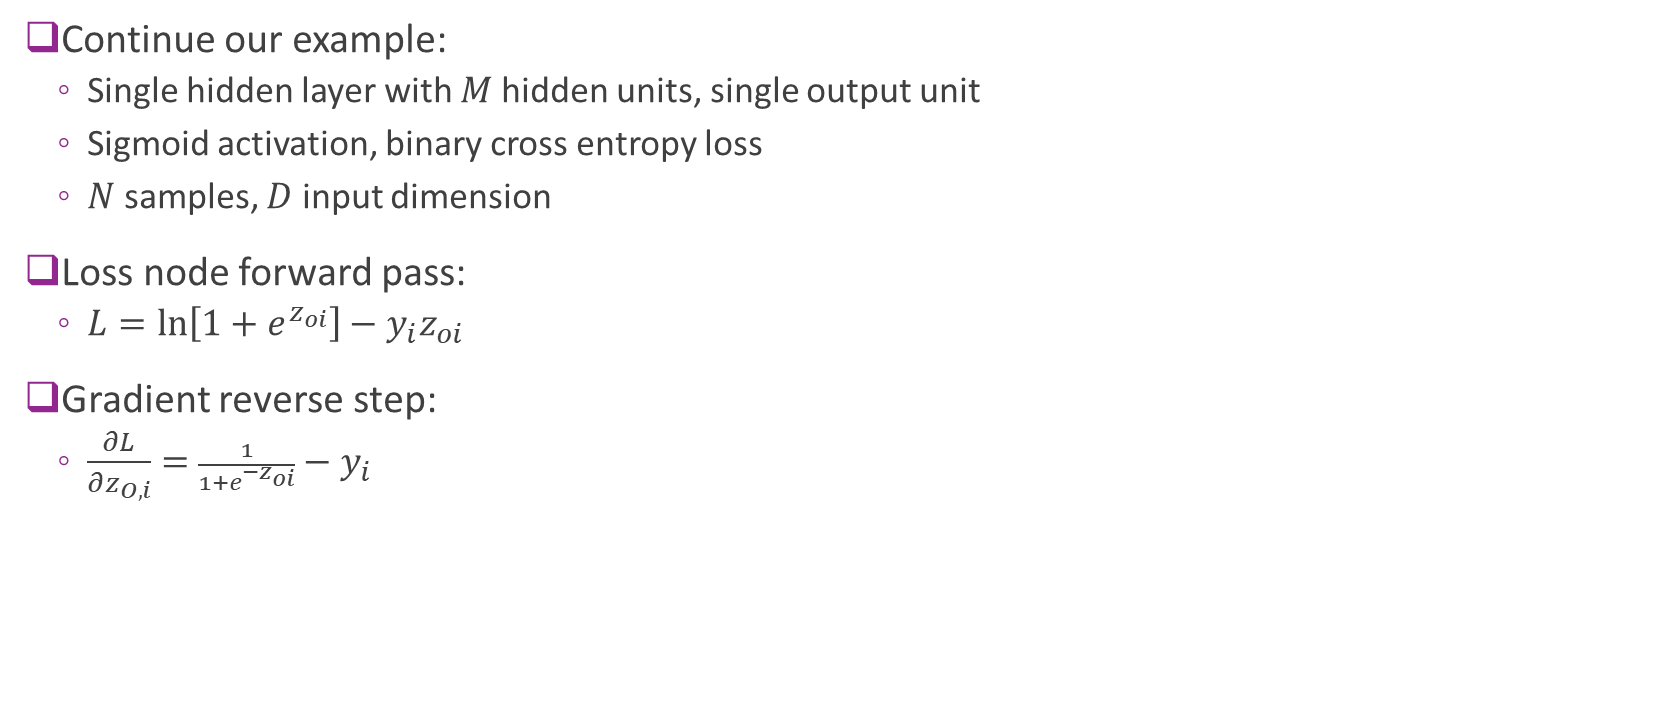 ❑Continue our example:
◦ Single hidden layer with M hidden units, single output unit
◦ Sigmoid activation, binary cross entropy loss
◦ N samples, D input dimension
❑Loss node forward pass:
◦ L = ln[1 + e^{z_{oi}}] − y_i z_{oi}
❑Gradient reverse step:
◦ \frac{∂L}{∂z_{O,i}} = \frac{1}{1+e^{−z_{oi}}} − y_i